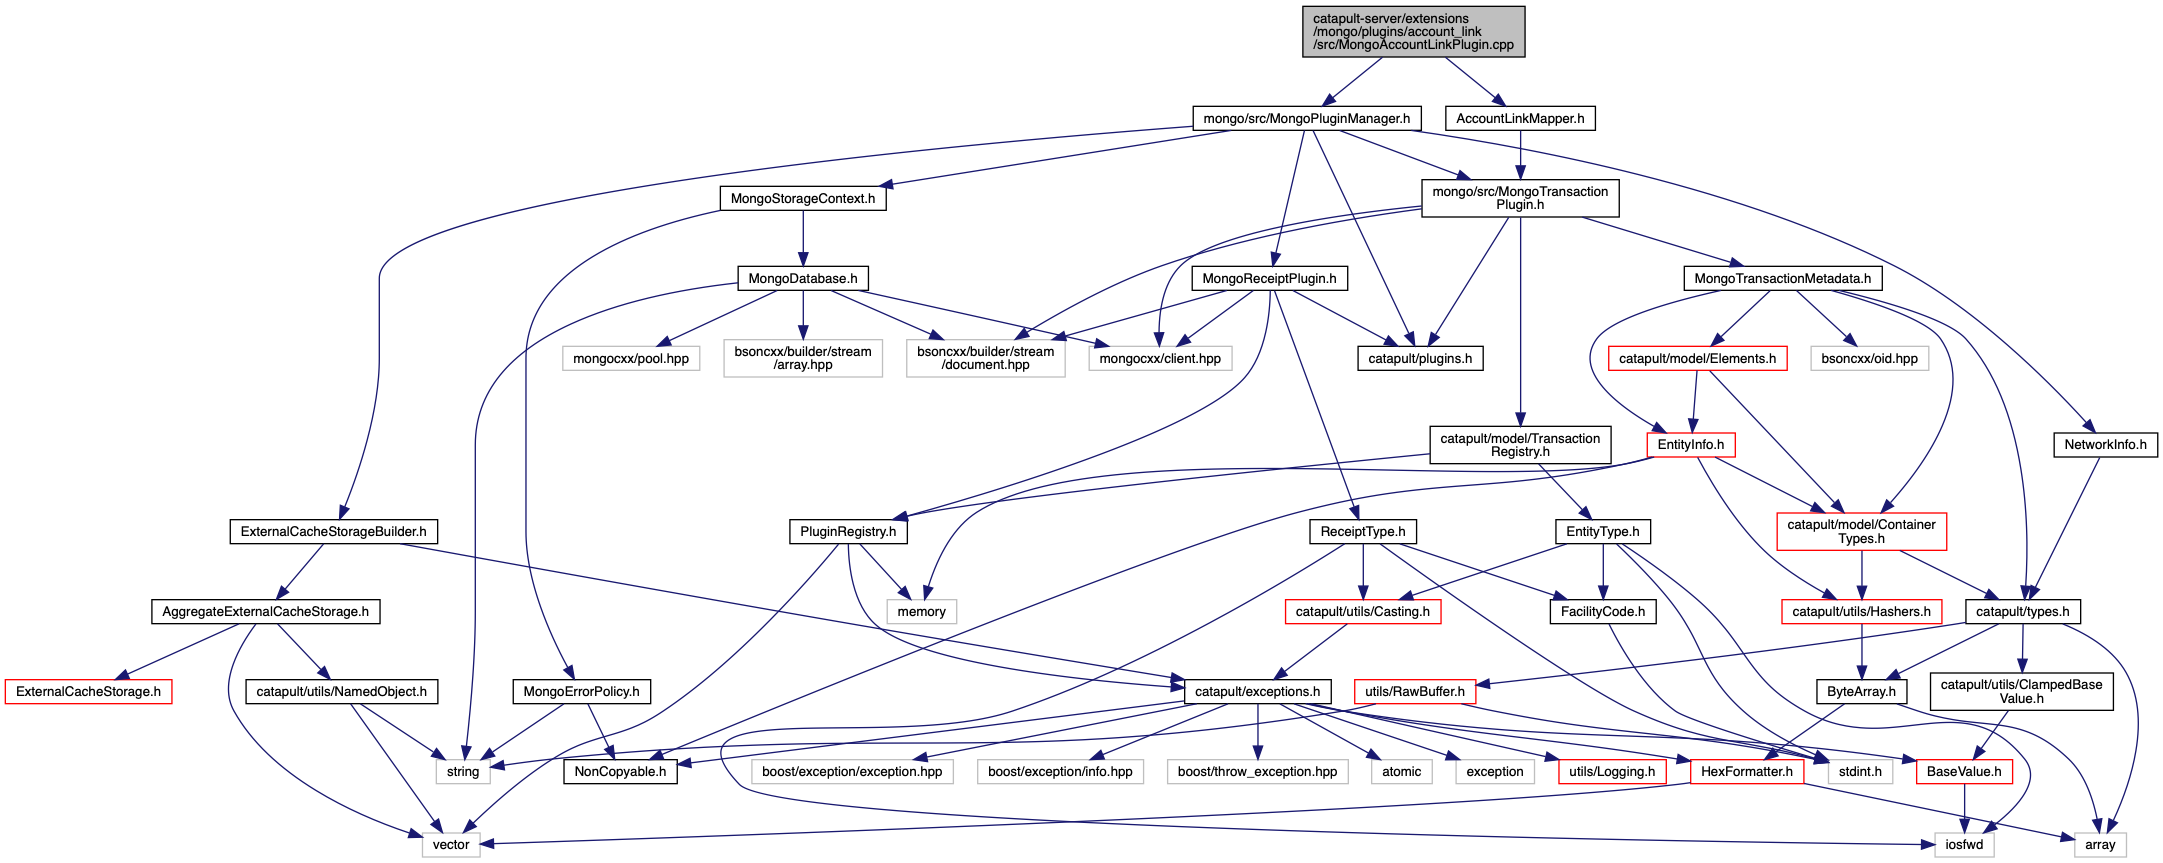 catapult-server/extensions
/mongo/plugins/account_link
/src/MongoAccountLinkPlugin.cpp
mongo/src/MongoPluginManager.h
AccountLinkMapper.h
MongoStorageContext.h
mongo/src/MongoTransaction
Plugin.h
MongoDatabase.h
MongoReceiptPlugin.h
MongoTransactionMetadata.h
mongocxx/pool.hpp
bsoncxx/builder/stream
/array.hpp
bsoncxx/builder/stream
/document.hpp
mongocxx/client.hpp
catapult/plugins.h
catapult/model/Elements.h
bsoncxx/oid.hpp
catapult/model/Transaction
Registry.h
EntityInfo.h
NetworkInfo.h
ExternalCacheStorageBuilder.h
PluginRegistry.h
ReceiptType.h
EntityType.h
catapult/model/Container
Types.h
AggregateExternalCacheStorage.h
memory
catapult/utils/Casting.h
FacilityCode.h
catapult/utils/Hashers.h
catapult/types.h
ExternalCacheStorage.h
catapult/utils/NamedObject.h
MongoErrorPolicy.h
catapult/exceptions.h
utils/RawBuffer.h
ByteArray.h
catapult/utils/ClampedBase
Value.h
string
NonCopyable.h
boost/exception/exception.hpp
boost/exception/info.hpp
boost/throw_exception.hpp
atomic
exception
utils/Logging.h
HexFormatter.h
stdint.h
BaseValue.h
vector
iosfwd
array